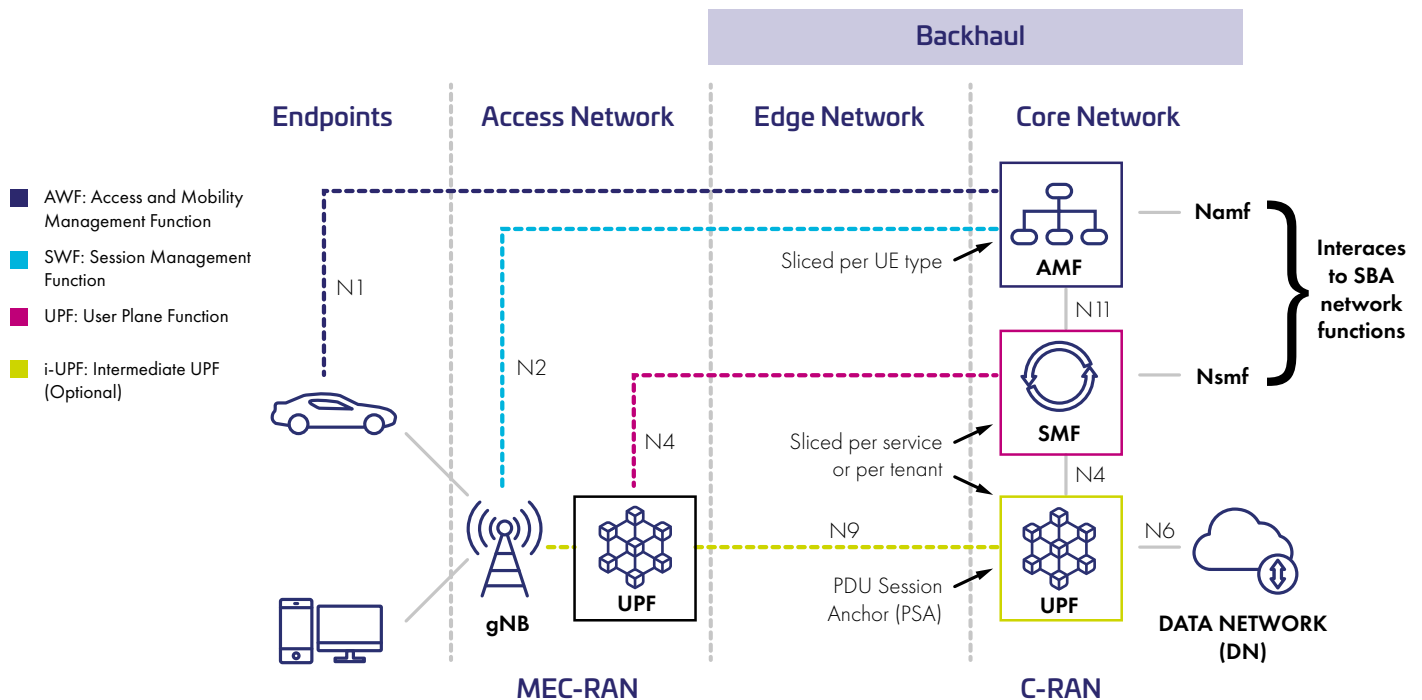 Backhaul
Endpoints
Access Network
Edge Network
Core Network
AWF: Access and Mobility
Management Function
SWF: Session Management
Function
UPF: User Plane Function
i-UPF: Intermediate UPF
(Optional)
N1
N2
N4
Sliced per UE type
AMF
N11
Namf
Interaces
to SBA
network
functions
Nsmf
SMF
Sliced per service
or per tenant
N4
gNB
UPF
N9
PDU Session
Anchor (PSA)
UPF
N6
DATA NETWORK
(DN)
MEC-RAN
C-RAN